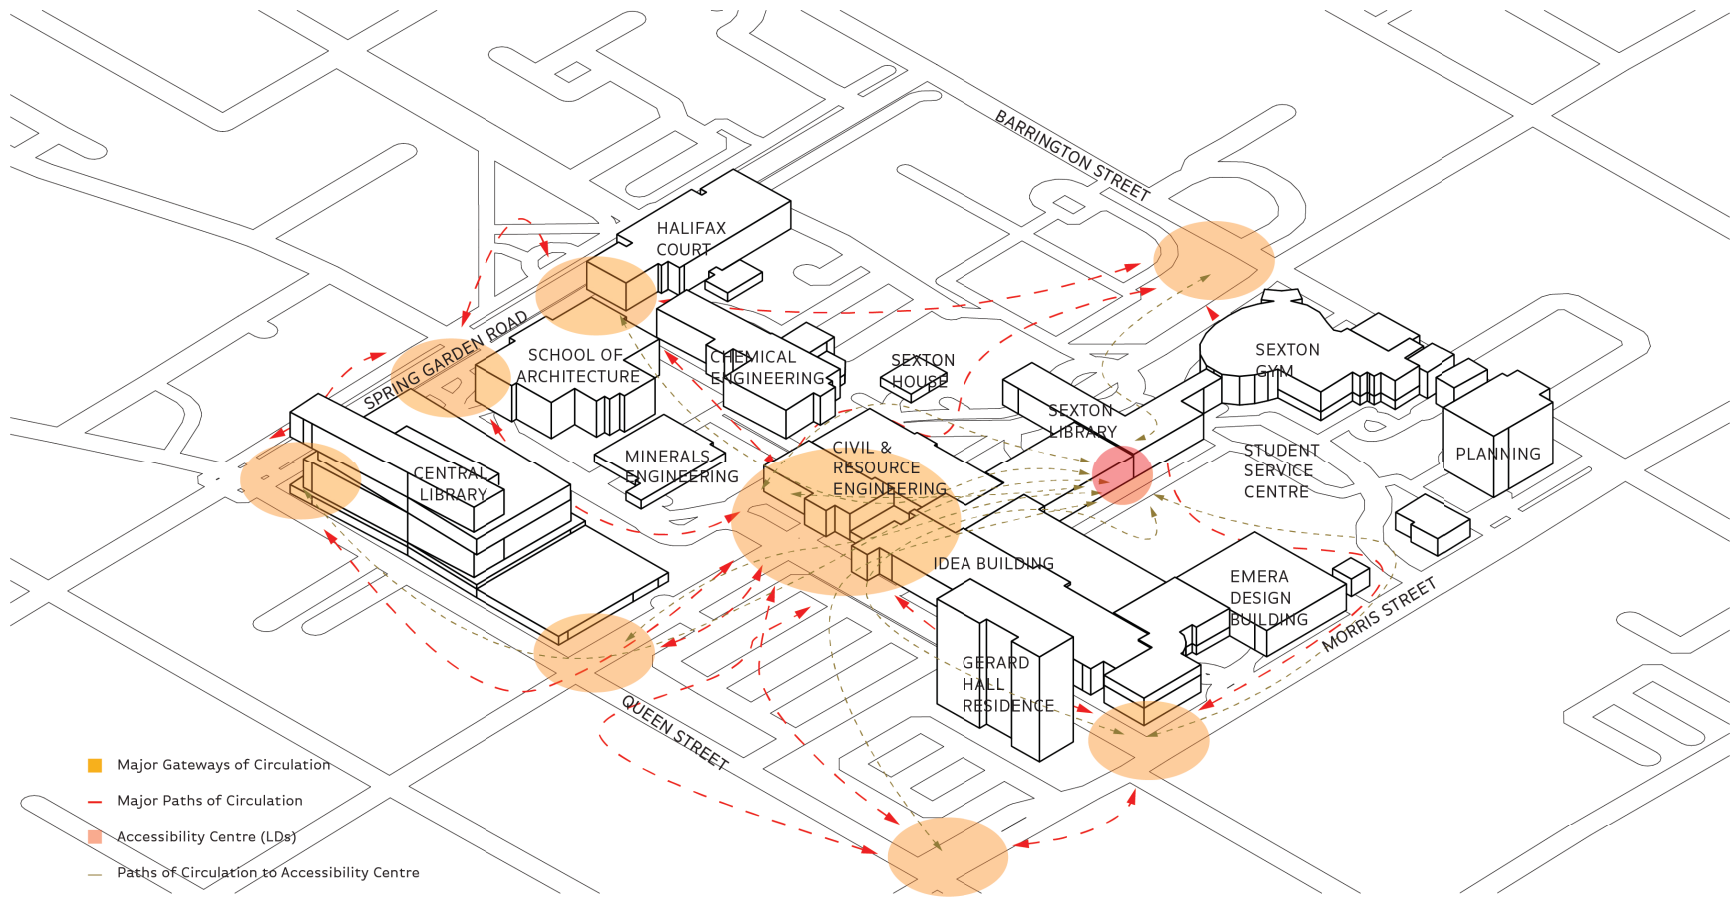 BARRINGTON STREET
HALIFAX
COURT
SPRING GARDEN ROAD
SCHOOL OF
ARCHITECTURE
CHEMICAL
ENGINEERING
SEXTON
HOUSE
SEXTON
GYM
SEXTON
LIBRARY
CIVIL &
RESOURCE
ENGINEERING
MINERALS
ENGINEERING
CENTRAL
LIBRARY
STUDENT
SERVICE
CENTRE
PLANNING
IDEA BUILDING
EMERA
DESIGN
BUILDING
MORRIS STREET
GERARD
HALL
RESIDENCE
QUEEN STREET
Major Gateways of Circulation
Major Paths of Circulation
Accessibility Centre (LDs)
Paths of Circulation to Accessibility Centre